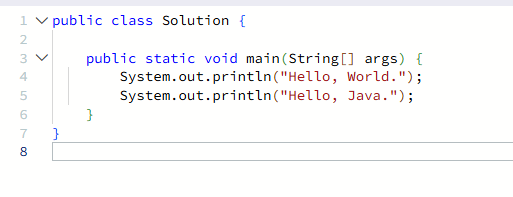 1 public class Solution {
2
3     public static void main(String[] args) {
4         System.out.println("Hello, World.");
5         System.out.println("Hello, Java.");
6     }
7 }
8